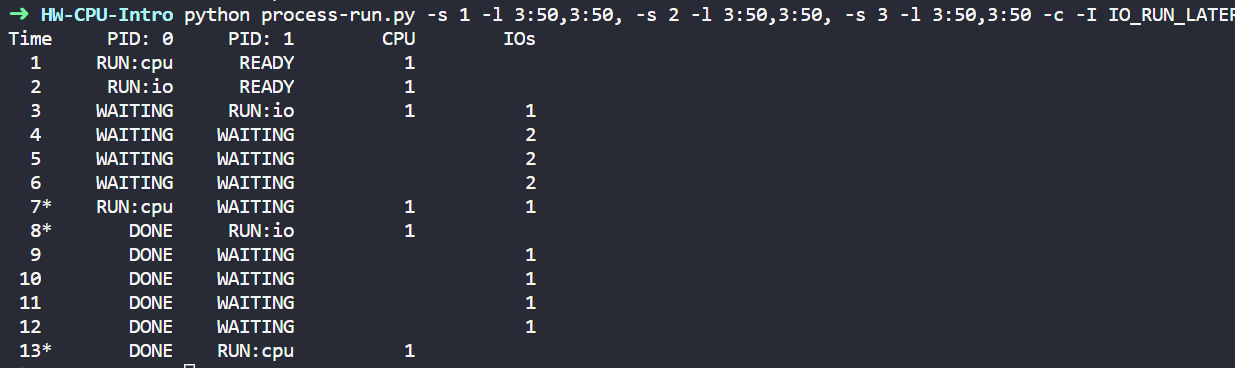 ➜ HW-CPU-Intro python process-run.py -s 1 -l 3:50,3:50, -s 2 -l 3:50,3:50, -s 3 -l 3:50,3:50 -c -I IO_RUN_LATER
Time PID: 0 PID: 1 CPU IOs
1 RUN:cpu READY 1
2 RUN:io READY 1
3 WAITING RUN:io 1 1
4 WAITING WAITING 2
5 WAITING WAITING 2
6 WAITING WAITING 2
7* RUN:cpu WAITING 1 1
8* DONE RUN:io 1
9 DONE WAITING 1
10 DONE WAITING 1
11 DONE WAITING 1
12 DONE WAITING 1
13* DONE RUN:cpu 1